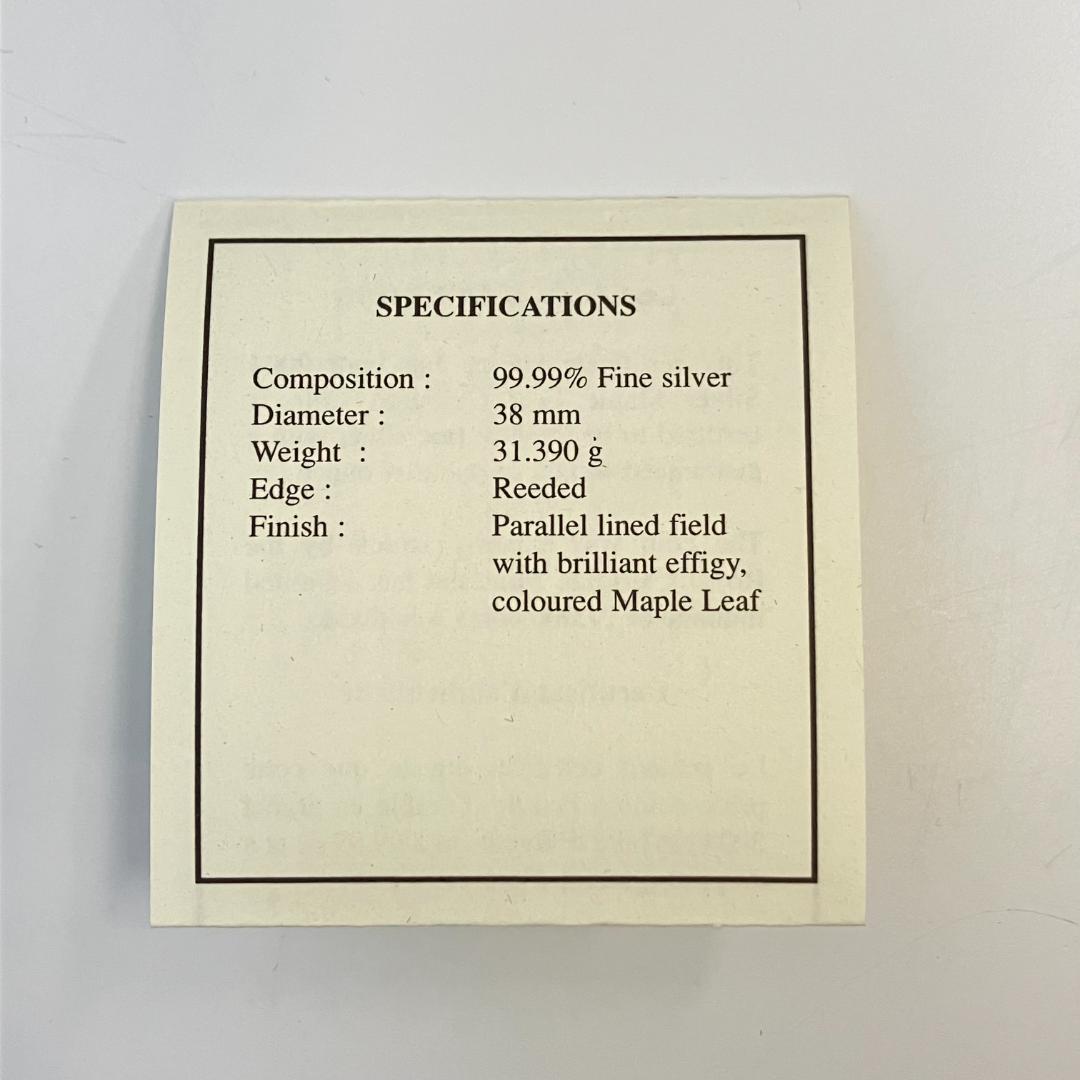 SPECIFICATIONS
Composition : 99.99% Fine silver
Diameter : 38 mm
Weight : 31.390 g
Edge : Reeded
Finish : Parallel lined field
with brilliant effigy,
coloured Maple Leaf